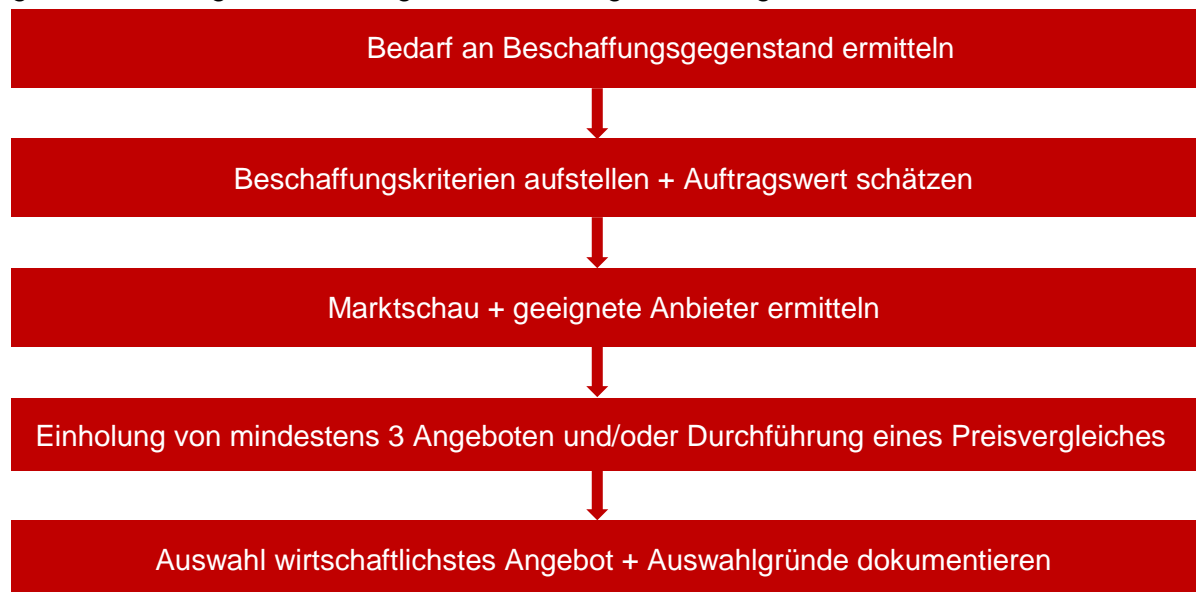 Bedarf an Beschaffungsgegenstand ermitteln
Beschaffungskriterien aufstellen + Auftragswert schätzen
Marktschau + geeignete Anbieter ermitteln
Einholung von mindestens 3 Angeboten und/oder Durchführung eines Preisvergleiches
Auswahl wirtschaftlichstes Angebot + Auswahlgründe dokumentieren